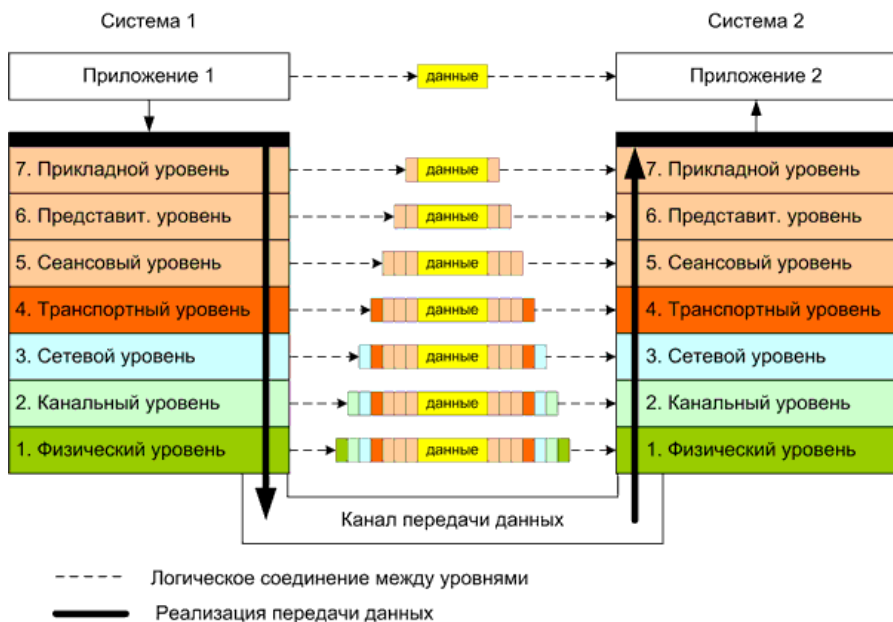 Система 1
Система 2
Приложение 1
данные
Приложение 2
7. Прикладной уровень
данные
7. Прикладной уровень
6. Представит. уровень
данные
6. Представит. уровень
5. Сеансовый уровень
данные
5. Сеансовый уровень
4. Транспортный уровень
данные
4. Транспортный уровень
3. Сетевой уровень
данные
3. Сетевой уровень
2. Канальный уровень
данные
2. Канальный уровень
1. Физический уровень
данные
1. Физический уровень
Канал передачи данных
Логическое соединение между уровнями
Реализация передачи данных